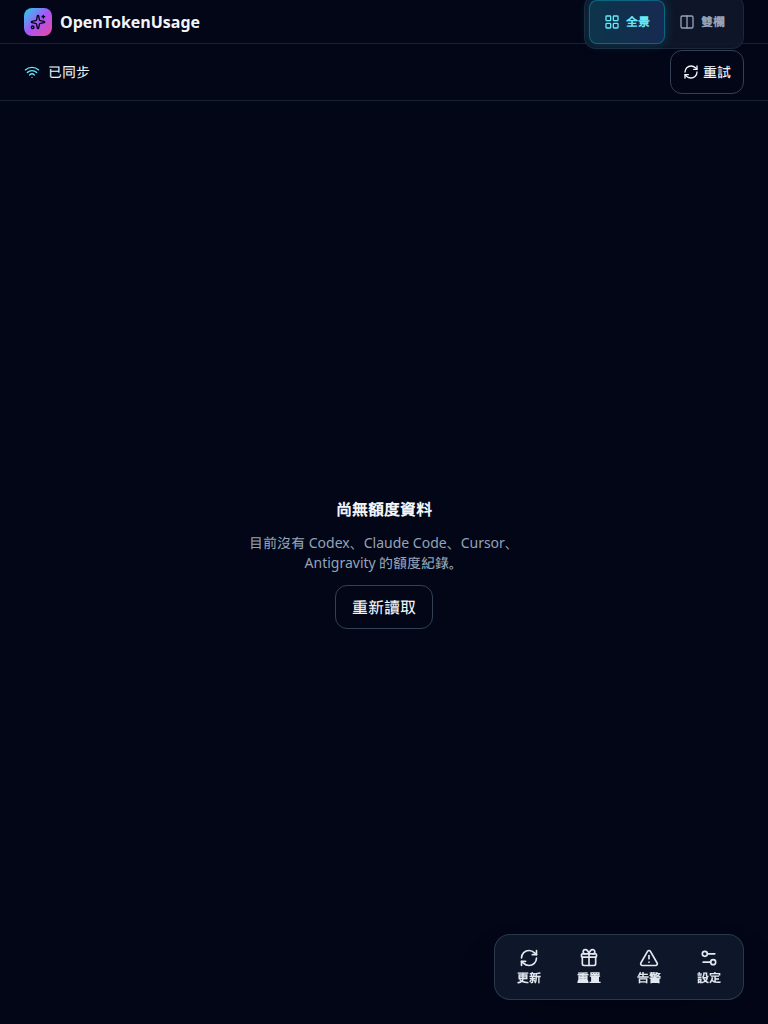 OpenTokenUsage
全景
雙欄
已同步
重試
尚無額度資料
目前沒有 Codex、Claude Code、Cursor、
Antigravity 的額度紀錄。
重新讀取
更新
重置
告警
設定